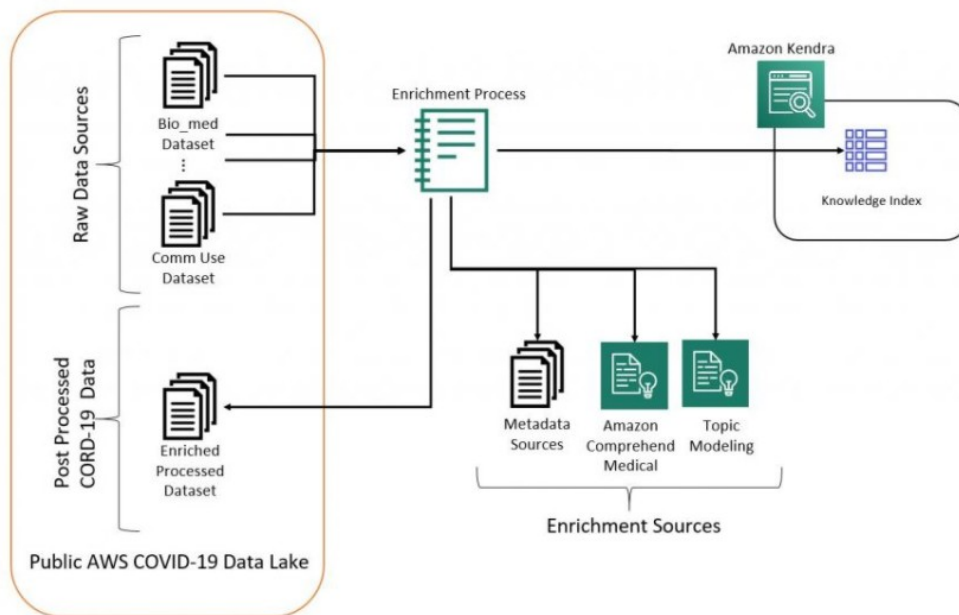 Raw Data Sources
Bio_med
Dataset
...
Comm Use
Dataset
Post Processed
CORD-19 Data
Enriched
Processed
Dataset
Public AWS COVID-19 Data Lake
Enrichment Process
Amazon Kendra
Knowledge Index
Metadata
Sources
Amazon
Comprehend
Medical
Topic
Modeling
Enrichment Sources